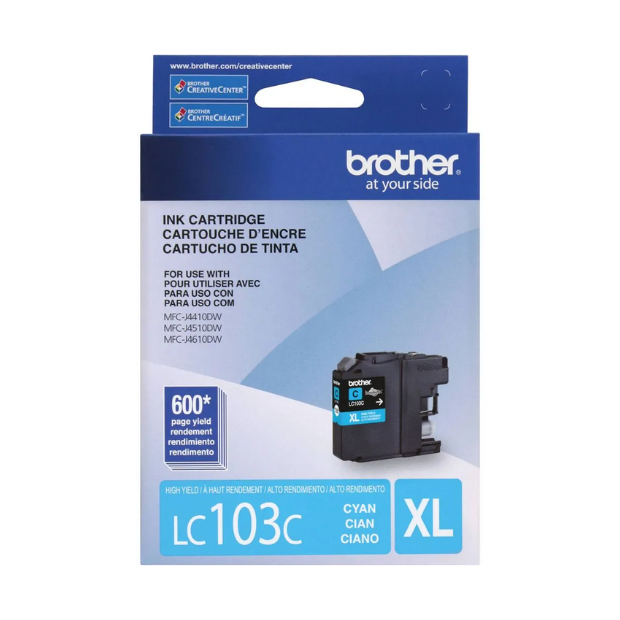 www.brother.com/creativecenter
BROTHER
CREATIVECENTER™
BROTHER
CENTRECRÉATIF™
brother®
at your side
INK CARTRIDGE
CARTOUCHE D'ENCRE
CARTUCHO DE TINTA
FOR USE WITH
POUR UTILISER AVEC
PARA USO CON
PARA USO COM
MFC-J4410DW
MFC-J4510DW
MFC-J4610DW
600*
page yield
rendement
rendimiento
rendimento
brother
C
LC103C
XL
HIGH YIELD / À HAUT RENDEMENT / ALTO RENDIMIENTO / ALTO RENDIMENTO
LC103C
CYAN
CIAN
CIANO
XL